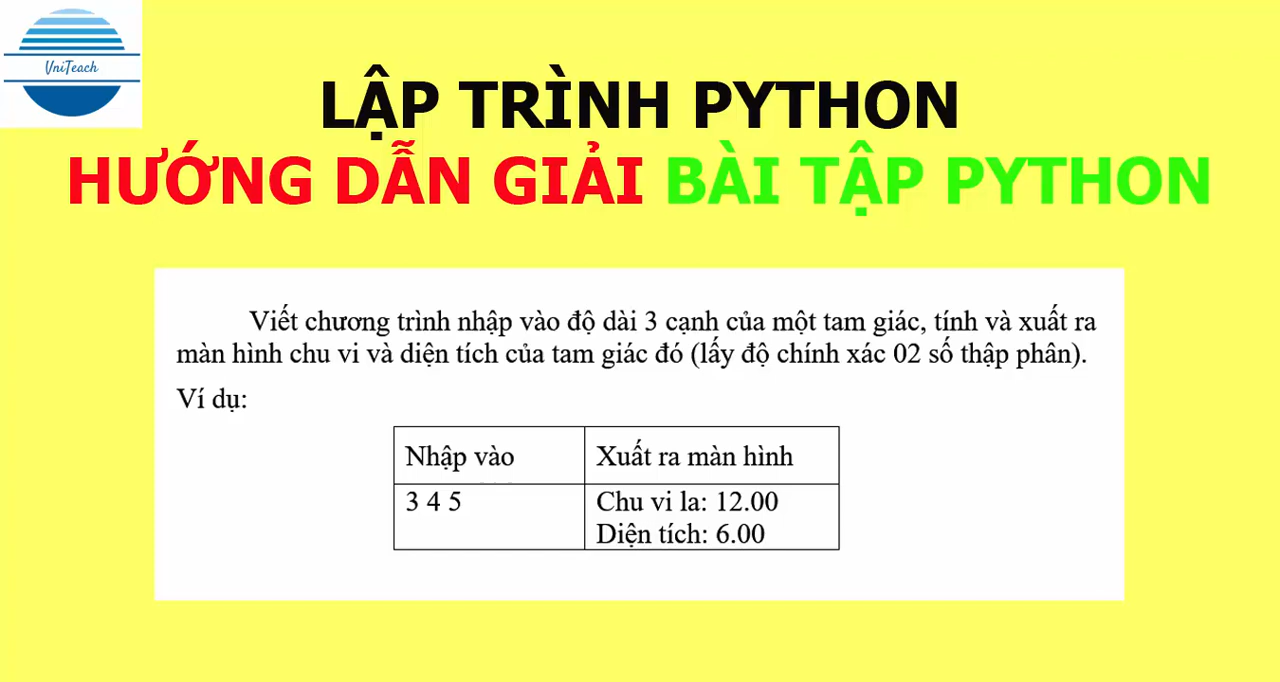 VniTeach
LẬP TRÌNH PYTHON
HƯỚNG DẪN GIẢI BÀI TẬP PYTHON
Viết chương trình nhập vào độ dài 3 cạnh của một tam giác, tính và xuất ra
màn hình chu vi và diện tích của tam giác đó (lấy độ chính xác 02 số thập phân).
Ví dụ:
Nhập vào
Xuất ra màn hình
3 4 5
Chu vi la: 12.00
Diện tích: 6.00